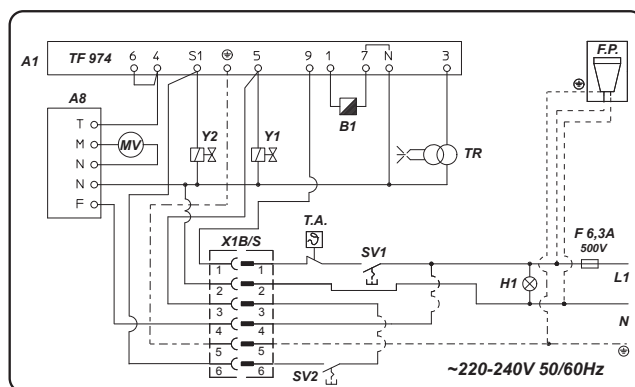 A1 TF 974 6 4 S1 5 9 1 7 N 3
F.P.
A8
T
M
N
N
F
MV
Y2
Y1
B1
TR
T.A.
X1B/S
SV1
F 6,3A
500V
H1
L1
N
1 1
2 2
3 3
4 4
5 5
6 6
SV2
~220-240V 50/60Hz